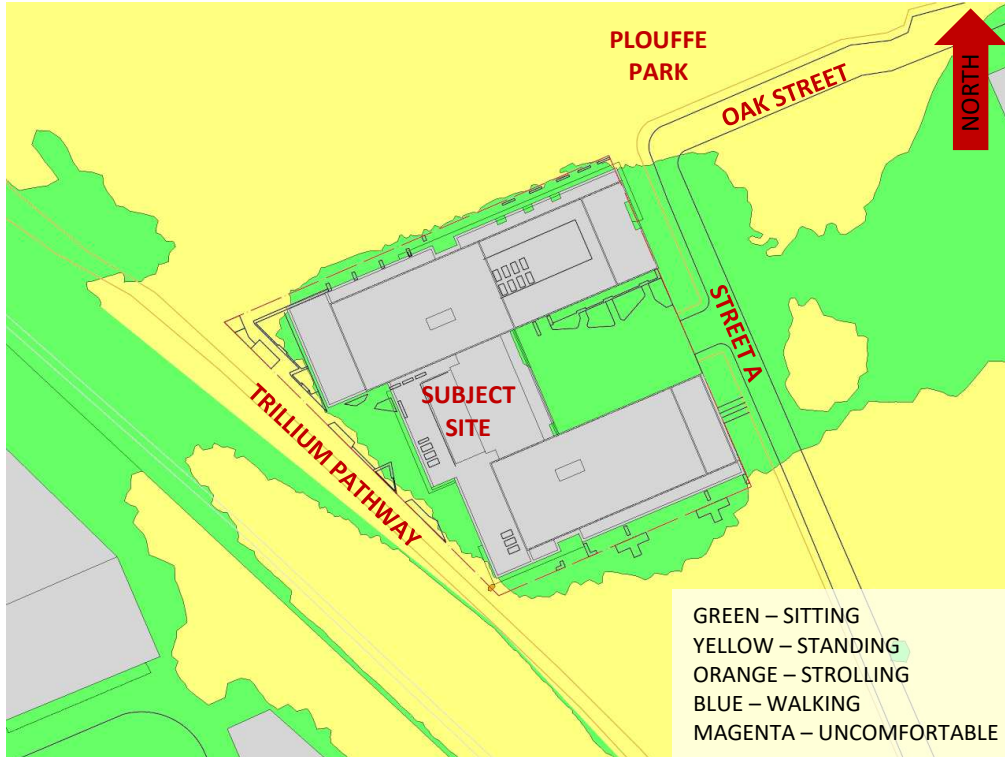 PLOUFFE
PARK
OAK STREET
NORTH
STREET A
SUBJECT
SITE
TRILLIUM PATHWAY
GREEN – SITTING
YELLOW – STANDING
ORANGE – STROLLING
BLUE – WALKING
MAGENTA – UNCOMFORTABLE